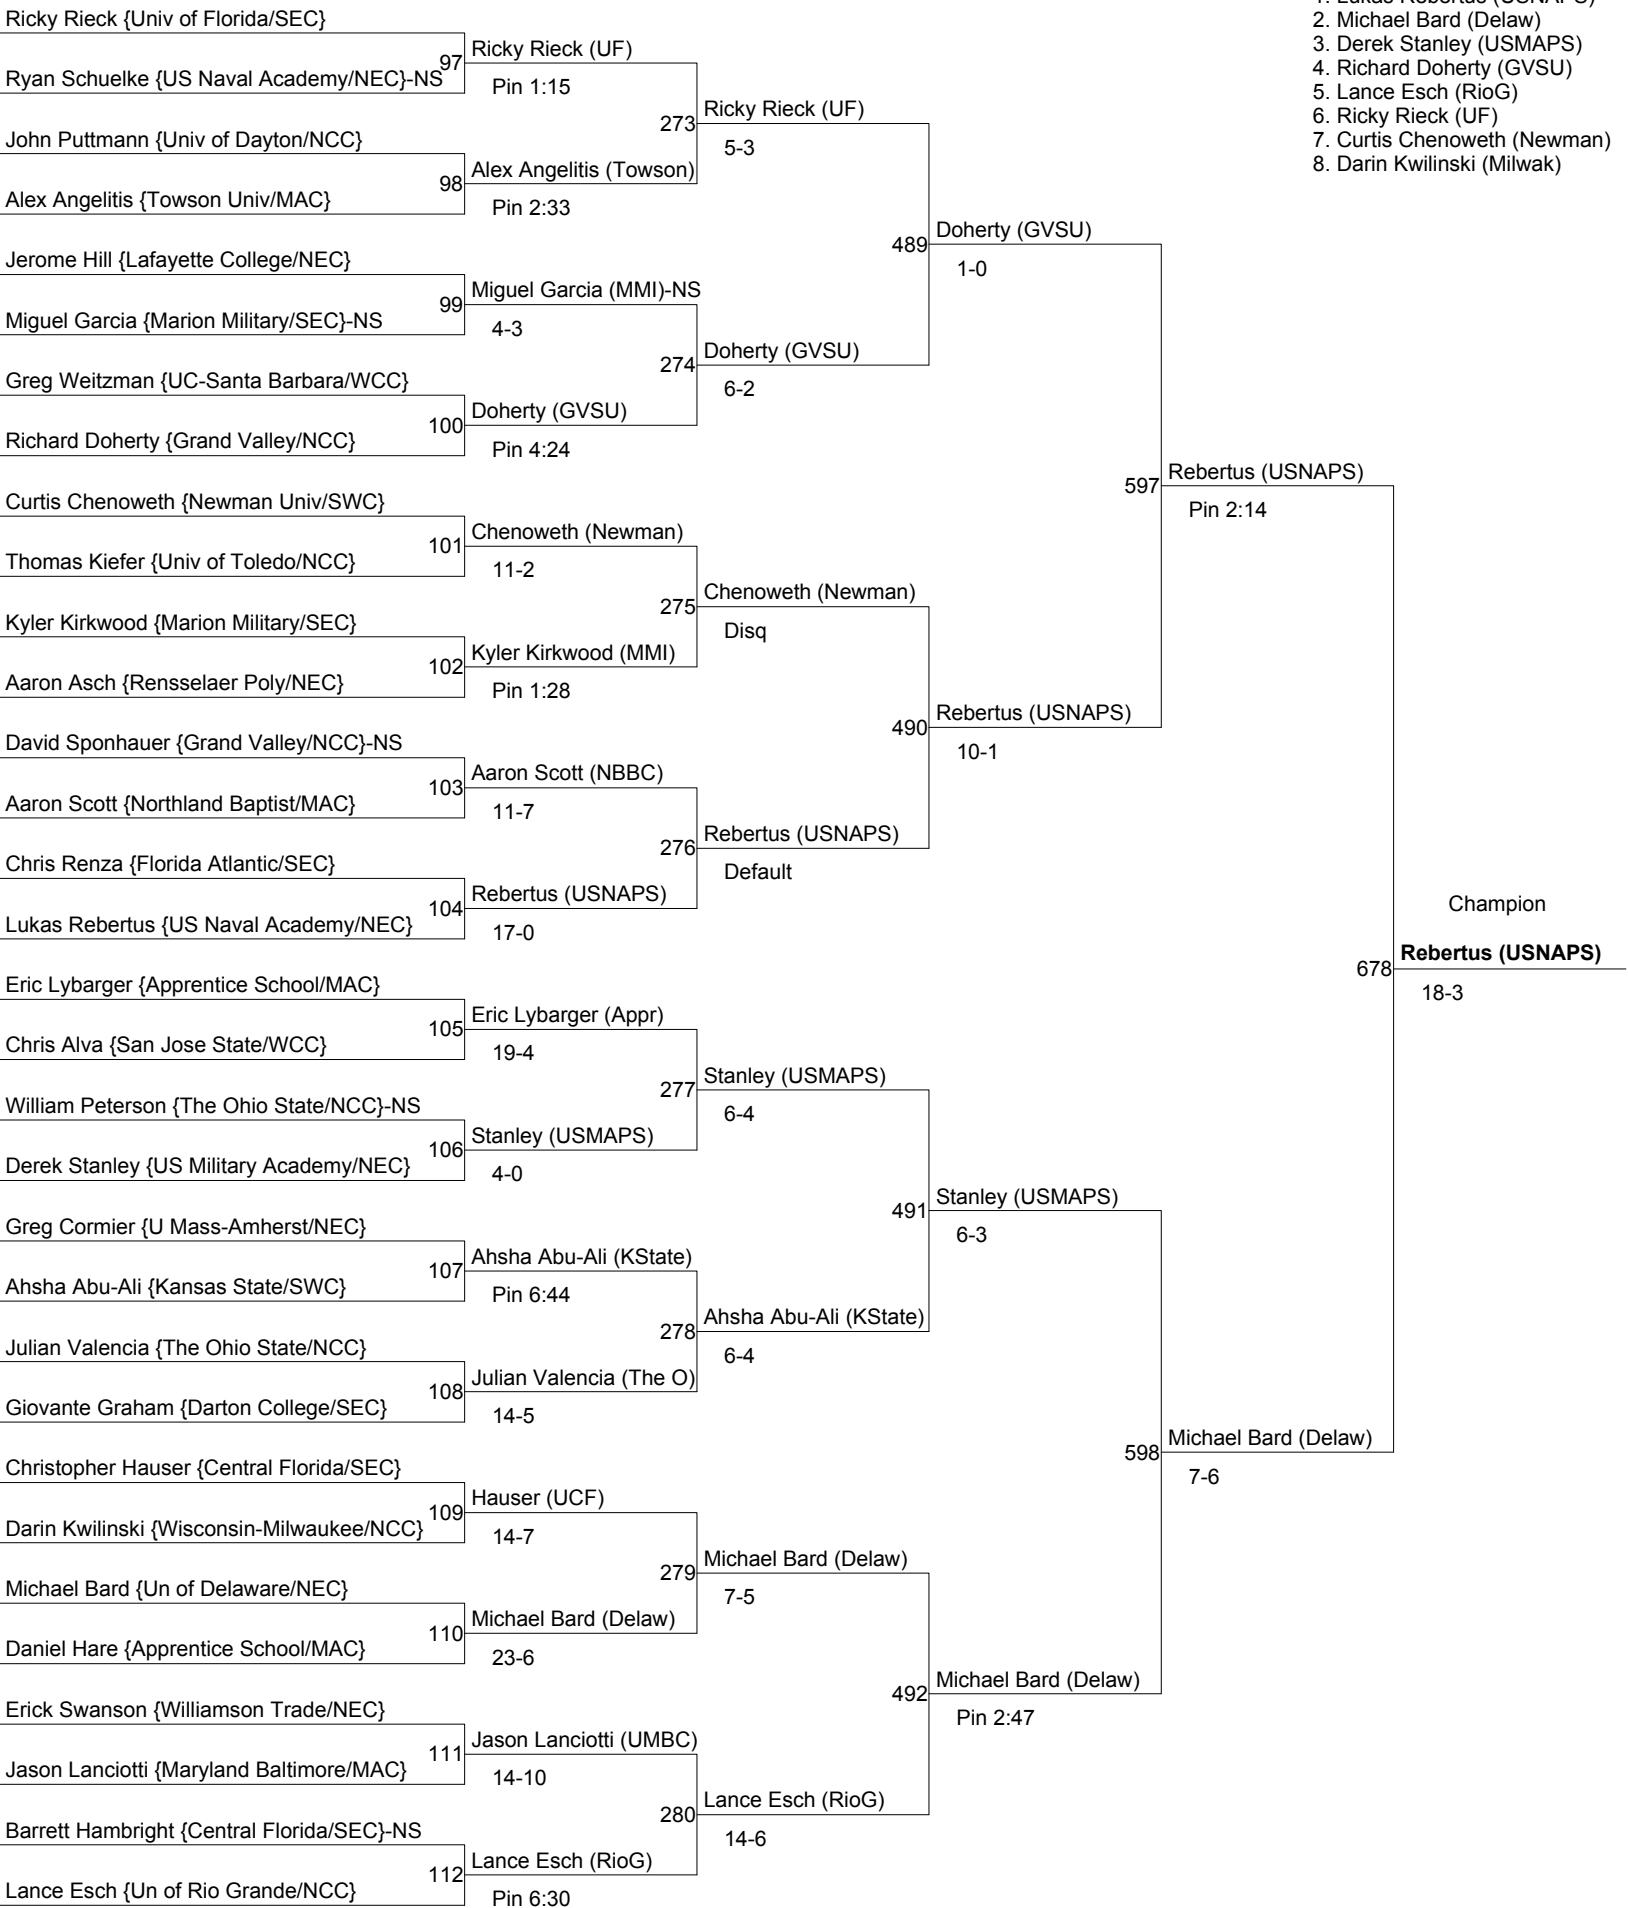 1. Lukas Rebertus (USNAPS)
2. Michael Bard (Delaw)
3. Derek Stanley (USMAPS)
4. Richard Doherty (GVSU)
5. Lance Esch (RioG)
6. Ricky Rieck (UF)
7. Curtis Chenoweth (Newman)
8. Darin Kwilinski (Milwak)
Ricky Rieck {Univ of Florida/SEC}
Ryan Schuelke {US Naval Academy/NEC}-NS
John Puttmann {Univ of Dayton/NCC}
Alex Angelitis {Towson Univ/MAC}
Jerome Hill {Lafayette College/NEC}
Miguel Garcia {Marion Military/SEC}-NS
Greg Weitzman {UC-Santa Barbara/WCC}
Richard Doherty {Grand Valley/NCC}
Curtis Chenoweth {Newman Univ/SWC}
Thomas Kiefer {Univ of Toledo/NCC}
Kyler Kirkwood {Marion Military/SEC}
Aaron Asch {Rensselaer Poly/NEC}
David Sponhauer {Grand Valley/NCC}-NS
Aaron Scott {Northland Baptist/MAC}
Chris Renza {Florida Atlantic/SEC}
Lukas Rebertus {US Naval Academy/NEC}
Eric Lybarger {Apprentice School/MAC}
Chris Alva {San Jose State/WCC}
William Peterson {The Ohio State/NCC}-NS
Derek Stanley {US Military Academy/NEC}
Greg Cormier {U Mass-Amherst/NEC}
Ahsha Abu-Ali {Kansas State/SWC}
Julian Valencia {The Ohio State/NCC}
Giovante Graham {Darton College/SEC}
Christopher Hauser {Central Florida/SEC}
Darin Kwilinski {Wisconsin-Milwaukee/NCC}
Michael Bard {Un of Delaware/NEC}
Daniel Hare {Apprentice School/MAC}
Erick Swanson {Williamson Trade/NEC}
Jason Lanciotti {Maryland Baltimore/MAC}
Barrett Hambright {Central Florida/SEC}-NS
Lance Esch {Un of Rio Grande/NCC}
97 Ricky Rieck (UF)
Pin 1:15
98 Alex Angelitis (Towson)
Pin 2:33
99 Miguel Garcia (MMI)-NS
4-3
100 Doherty (GVSU)
Pin 4:24
101 Chenoweth (Newman)
11-2
102 Kyler Kirkwood (MMI)
Pin 1:28
103 Aaron Scott (NBBC)
11-7
104 Rebertus (USNAPS)
17-0
105 Eric Lybarger (Appr)
19-4
106 Stanley (USMAPS)
4-0
107 Ahsha Abu-Ali (KState)
Pin 6:44
108 Julian Valencia (The O)
14-5
109 Hauser (UCF)
14-7
110 Michael Bard (Delaw)
23-6
111 Jason Lanciotti (UMBC)
14-10
112 Lance Esch (RioG)
Pin 6:30
273 Ricky Rieck (UF)
5-3
274 Doherty (GVSU)
6-2
275 Chenoweth (Newman)
Disq
276 Rebertus (USNAPS)
Default
277 Stanley (USMAPS)
6-4
278 Ahsha Abu-Ali (KState)
6-4
279 Michael Bard (Delaw)
7-5
280 Lance Esch (RioG)
14-6
489 Doherty (GVSU)
1-0
490 Rebertus (USNAPS)
10-1
491 Stanley (USMAPS)
6-3
492 Michael Bard (Delaw)
Pin 2:47
597 Rebertus (USNAPS)
Pin 2:14
598 Michael Bard (Delaw)
7-6
Champion
678 Rebertus (USNAPS)
18-3